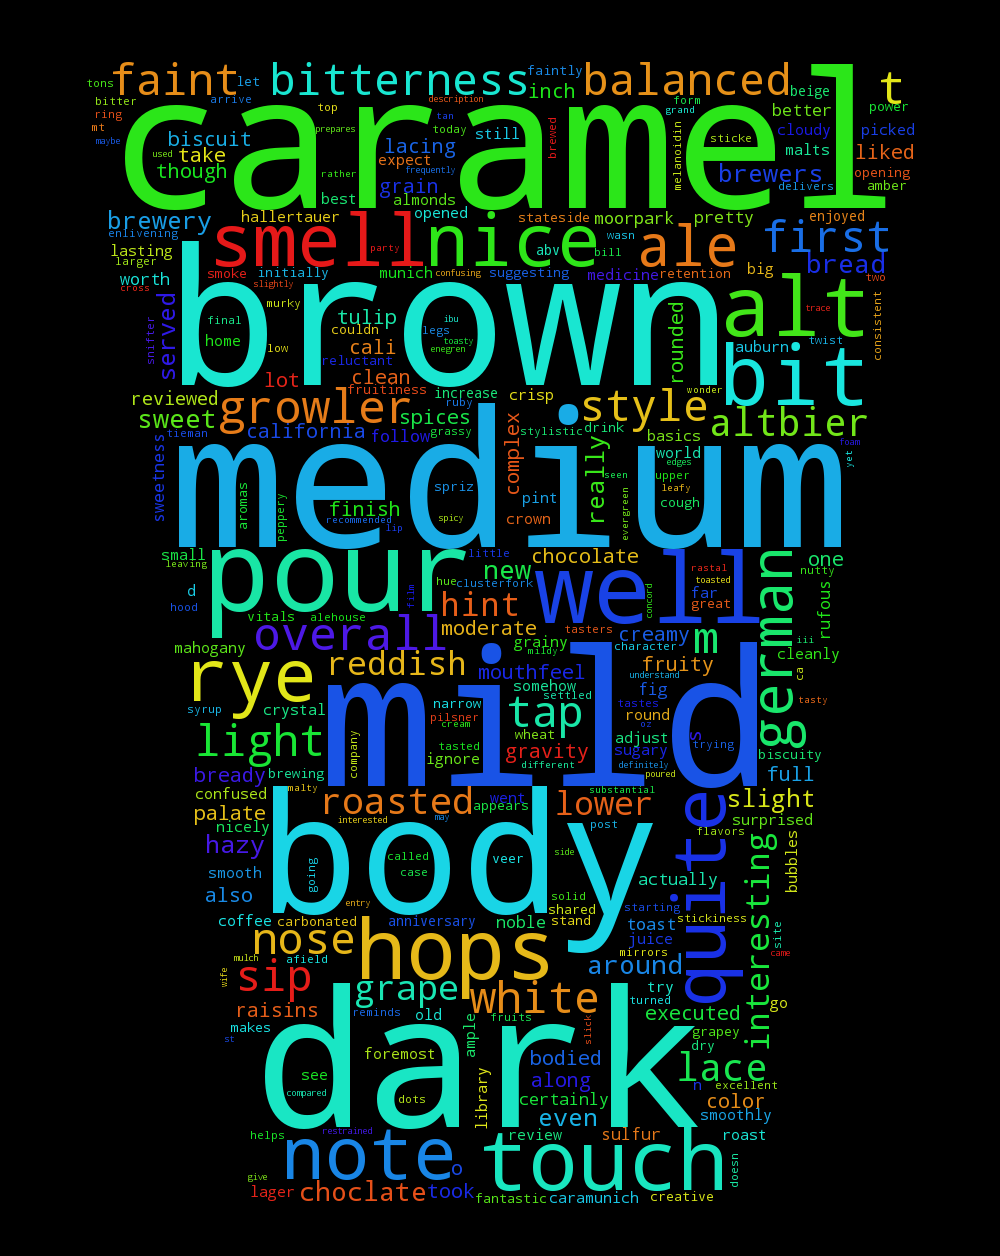 faint bitterness faintly balanced t
tons let inch beige
bitter arrive top description form better power
ring caramel tan grand
mt biscuit prepares today still brewed sticke cloudy picked
maybe take lacing melanoidin malts liked
though used expect rather frequently brewers opening
grain almonds best delivers amber
brewery hallertauer opened stateside moorpark pretty enjoyed first
enlivening smell party nice wasn ale
lasting abv bill bread
larger smoke initially munich confusing suggesting medicine retention big two
worth slightly
cross brown murky ibu alt trace
served tulip rounded consistent
snifter final couldn legs toasty auburn twist
home low cali enegren bit
reluctant
lot clean
reviewed fruitiness increase crisp style wonder
sweet growler ruby spices altbier
tieman california follow grassy stylistic drink basics foam
sweetness medium complex really world yet
edges upper
aromas spriz seen leafy cough
peppery finish pint evergreen
recommended spicy crown
lip
small pour little chocolate well german one
leaving new rastal toasted nutty
d hue clusterfork far
hood film hint concord great rufous
vitals alehouse
overall moderate tasters creamy m iii
mahogany grainy character cleanly
rye reddish mildy mouthfeel fruity understand ca
somehow settled fig tastes tasty
syrup crystal mild narrow tap round
light pilsner cream wheat oz adjust s trying
company tasted ignore gravity sugary biscuity
bready brewing different definitely poured full
confused malty roasted went substantial lower quite slight
palate interested appears
nicely may post surprised
hazy body side flavors
smooth going called veer interesting bubbles
case actually
also entry solid
coffee carbonated anniversary noble shared starting stickiness
nose hops stand toast site
mulch juice mirrors
wife sip afield around came
grape white try
raisins reminds turned go
makes old fruits executed
st dark ample slick grapey
foremost dry
see bodied lace
compared dots library along n excellent
certainly color
even smoothly
helps restrained review sulfur roast
note touch
give o doesn
lager choclate took fantastic caramunich creative